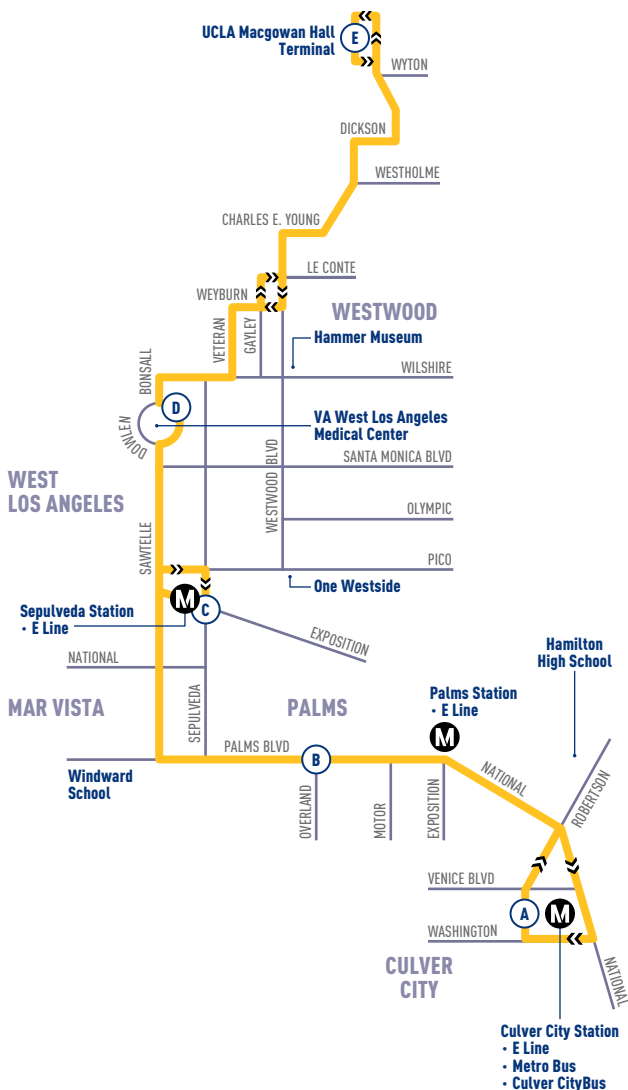 UCLA Macgowan Hall
Terminal
E
WYTON
DICKSON
WESTHOLME
CHARLES E. YOUNG
LE CONTE
WEYBURN
WESTWOOD
VETERAN
GAYLEY
Hammer Museum
BONSALL
WILSHIRE
D
DOWLEN
VA West Los Angeles
Medical Center
WESTWOOD BLVD
SANTA MONICA BLVD
WEST
LOS ANGELES
OLYMPIC
SAWTELLE
PICO
One Westside
M
C
Sepulveda Station
• E Line
EXPOSITION
NATIONAL
Hamilton
High School
SEPULVEDA
MAR VISTA
PALMS
Palms Station
• E Line
M
PALMS BLVD
B
NATIONAL
Windward
School
OVERLAND
MOTOR
EXPOSITION
ROBERTSON
VENICE BLVD
A
M
WASHINGTON
CULVER
CITY
NATIONAL
Culver City Station
• E Line
• Metro Bus
• Culver CityBus